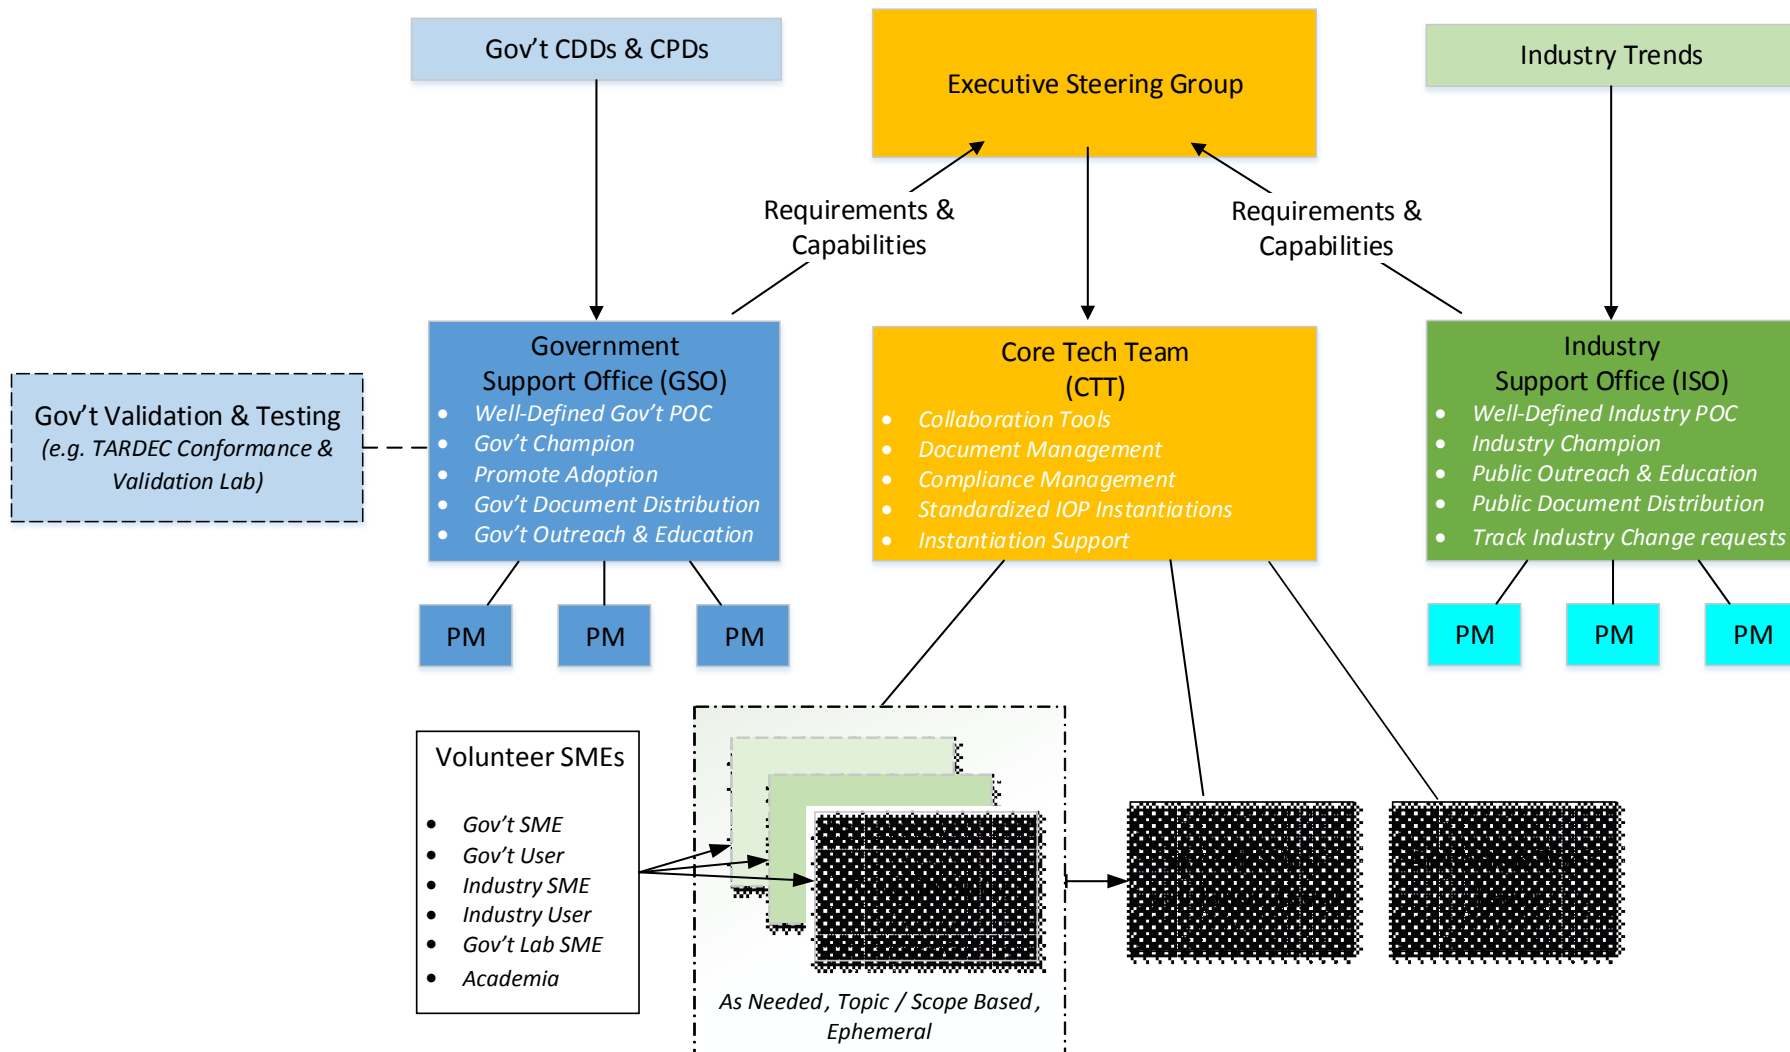 Gov't CDDs & CPDs
Executive Steering Group
Industry Trends
Requirements &
Capabilities
Requirements &
Capabilities
Gov't Validation & Testing
(e.g. TARDEC Conformance &
Validation Lab)
Government
Support Office (GSO)
• Well-Defined Gov't POC
• Gov't Champion
• Promote Adoption
• Gov't Document Distribution
• Gov't Outreach & Education
Core Tech Team
(CTT)
• Collaboration Tools
• Document Management
• Compliance Management
• Standardized IOP Instantiations
• Instantiation Support
Industry
Support Office (ISO)
• Well-Defined Industry POC
• Industry Champion
• Public Outreach & Education
• Public Document Distribution
• Track Industry Change requests
PM
PM
PM
PM
PM
PM
Volunteer SMEs
• Gov't SME
• Gov't User
• Industry SME
• Industry User
• Gov't Lab SME
• Academia
As Needed, Topic / Scope Based,
Ephemeral